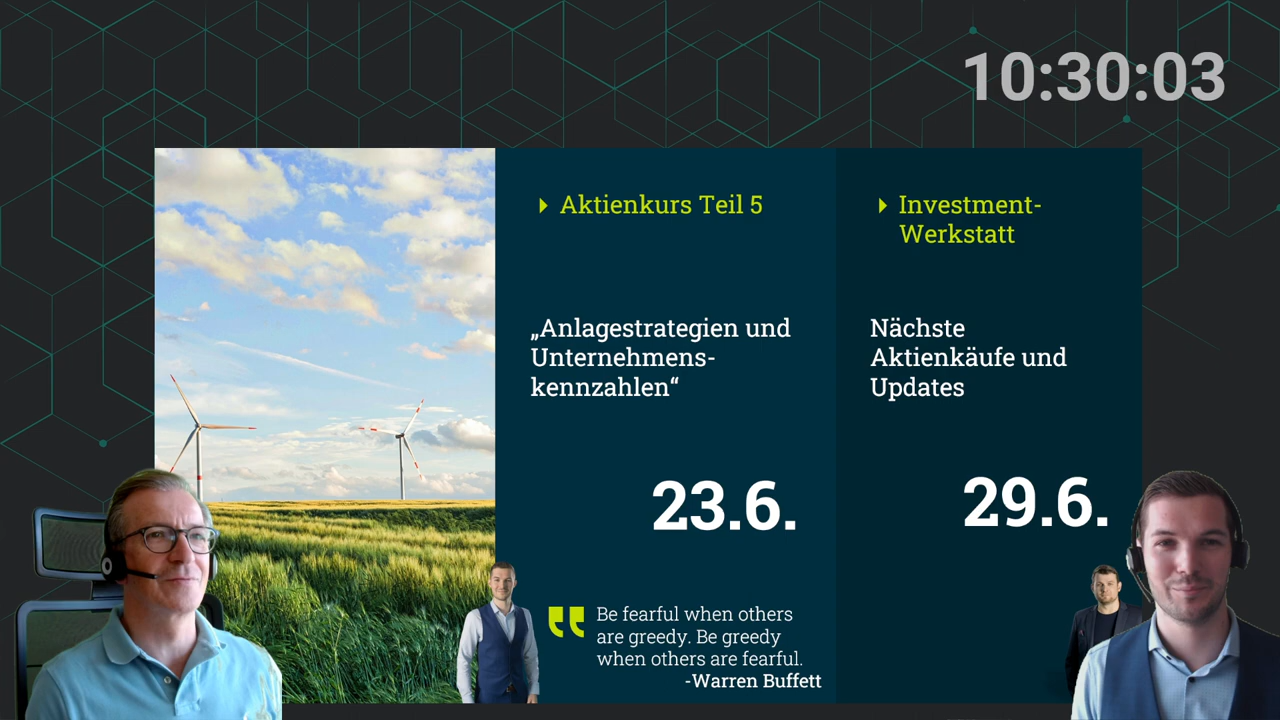 10:30:03
Aktienkurs Teil 5
„Anlagestrategien und
Unternehmens-
kennzahlen“
23.6.
Be fearful when others
are greedy. Be greedy
when others are fearful.
-Warren Buffett
Investment-
Werkstatt
Nächste
Aktienkäufe und
Updates
29.6.